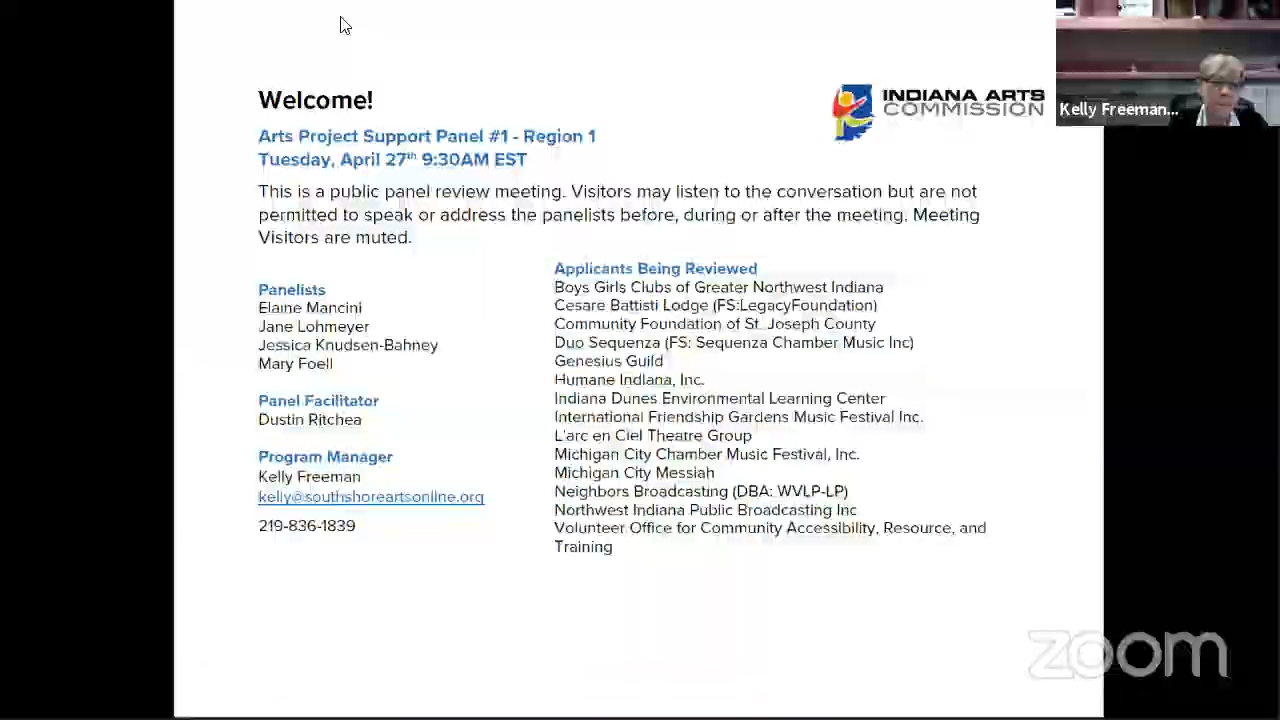 Welcome!
INDIANA ARTS
COMMISSION
Kelly Freeman...
Arts Project Support Panel #1 - Region 1
Tuesday, April 27th 9:30AM EST
This is a public panel review meeting. Visitors may listen to the conversation but are not
permitted to speak or address the panelists before, during or after the meeting. Meeting
Visitors are muted.
Panelists
Elaine Mancini
Jane Lohmeyer
Jessica Knudsen-Bahney
Mary Foell
Panel Facilitator
Dustin Ritchea
Program Manager
Kelly Freeman
kelly@southshoreartsonline.org
219-836-1839
Applicants Being Reviewed
Boys Girls Clubs of Greater Northwest Indiana
Cesare Battisti Lodge (FS:LegacyFoundation)
Community Foundation of St. Joseph County
Duo Sequenza (FS: Sequenza Chamber Music Inc)
Genesius Guild
Humane Indiana, Inc.
Indiana Dunes Environmental Learning Center
International Friendship Gardens Music Festival Inc.
L'arc en Ciel Theatre Group
Michigan City Chamber Music Festival, Inc.
Michigan City Messiah
Neighbors Broadcasting (DBA: WVLP-LP)
Northwest Indiana Public Broadcasting Inc
Volunteer Office for Community Accessibility, Resource, and
Training
zoom